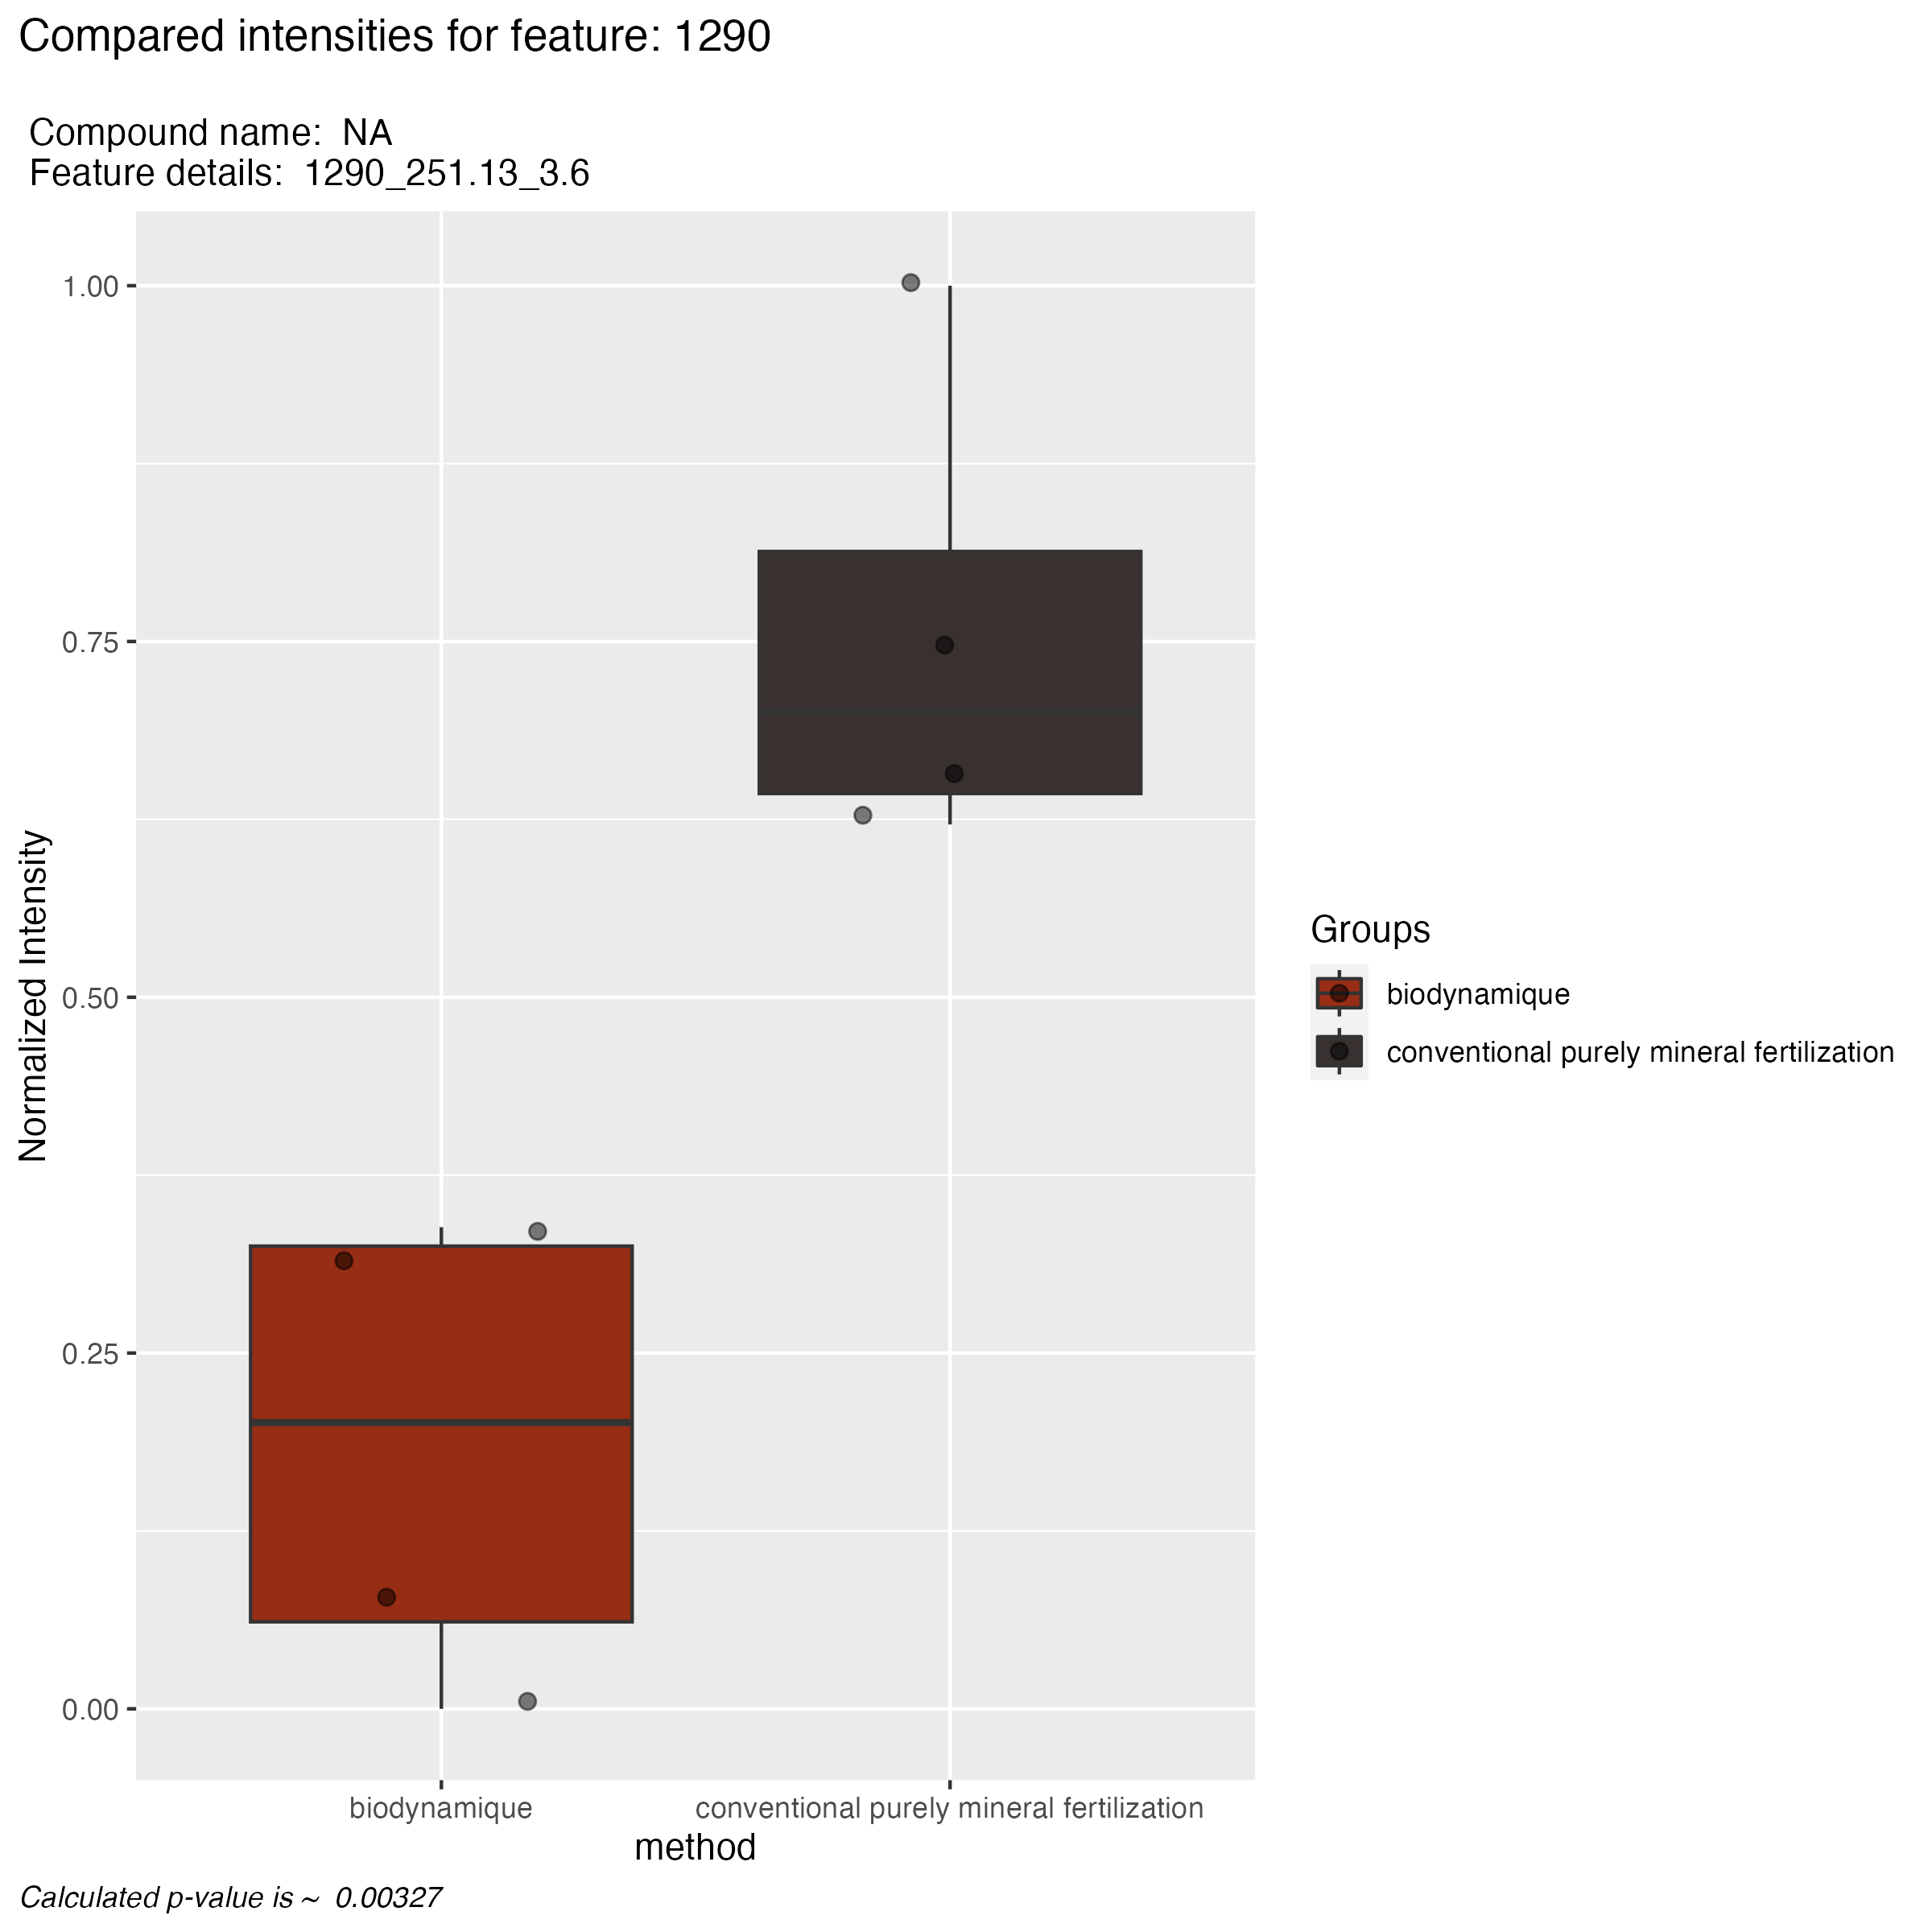 Compared intensities for feature: 1290
Compound name:  NA
Feature details:  1290_251.13_3.6
1.00
0.75
0.50
0.25
0.00
Normalized Intensity
biodynamique
conventional purely mineral fertilization
method
Groups
biodynamique
conventional purely mineral fertilization
Calculated p-value is ~  0.00327